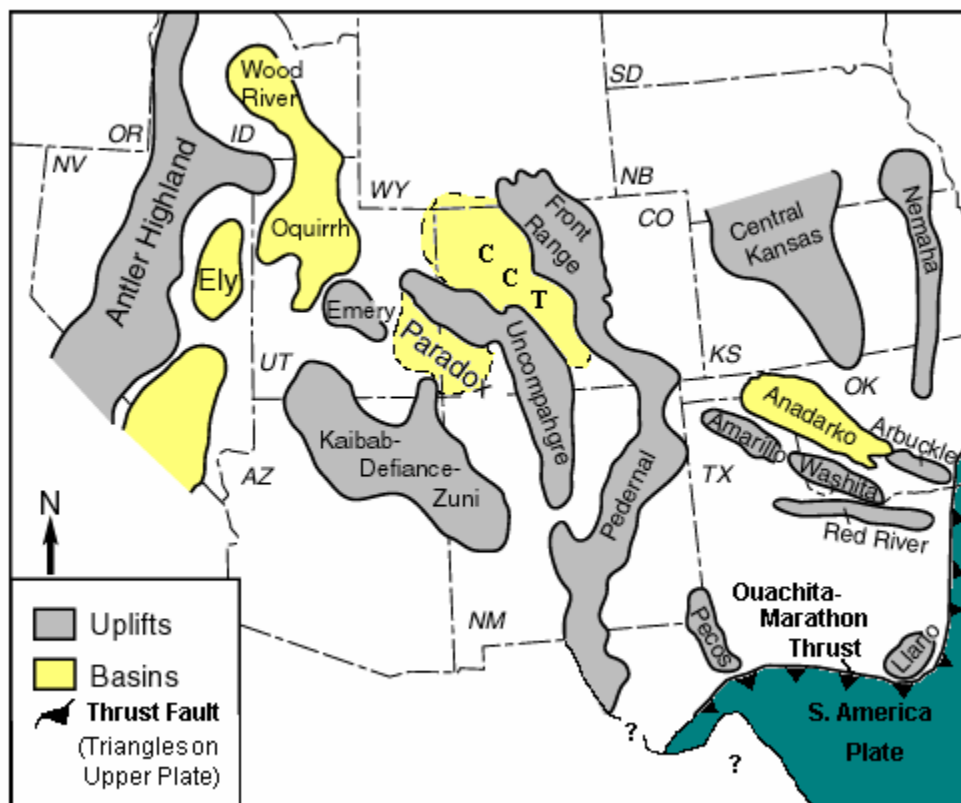 Wood
River
SD
OR
ID
NV
WY
NB
CO
Front
Range
Central
Kansas
Nemaha
Antler Highland
Oquirrh
Ely
C
C
T
Emery
Parado
Uncompahgre
UT
KS
OK
Anadarko
Amarillo
Arbuckle
Washita
Kaibab-
Defiance-
Zuni
AZ
TX
Pedernal
Red River
N
NM
Pecos
Ouachita-
Marathon
Thrust
Llano
Uplifts
Basins
Thrust Fault
(Triangles on
Upper Plate)
S. America
Plate
?
?